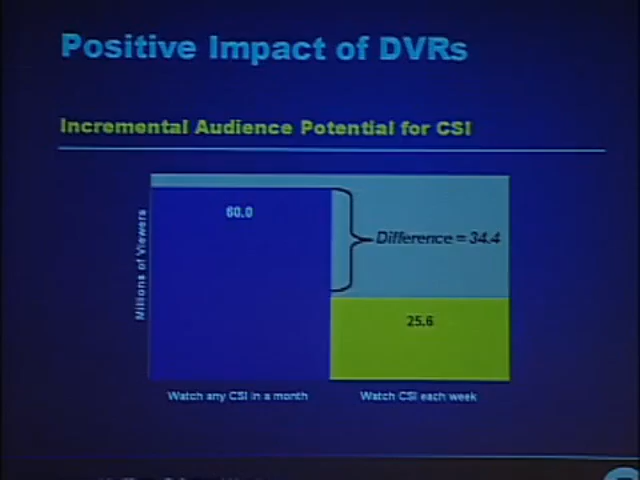 Positive Impact of DVRs
Incremental Audience Potential for CSI
Millions of Viewers
60.0
Difference = 34.4
25.6
Watch any CSI in a month
Watch CSI each week